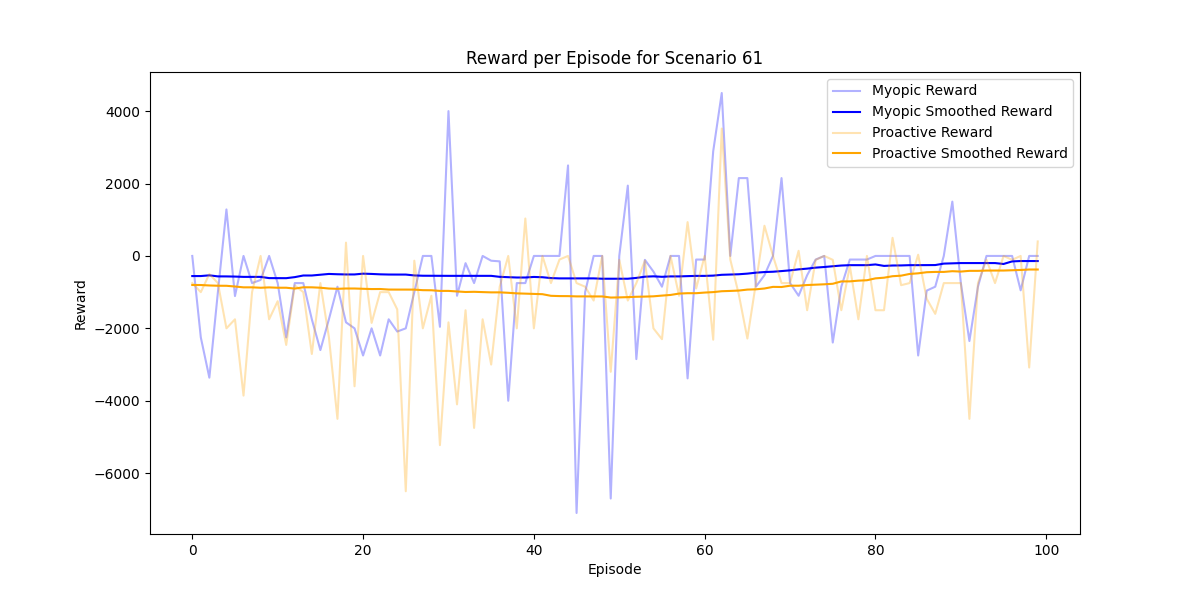 Reward per Episode for Scenario 61
Myopic Reward
Myopic Smoothed Reward
Proactive Reward
Proactive Smoothed Reward
4000
2000
0
−2000
−4000
−6000
Reward
0 20 40 60 80 100
Episode